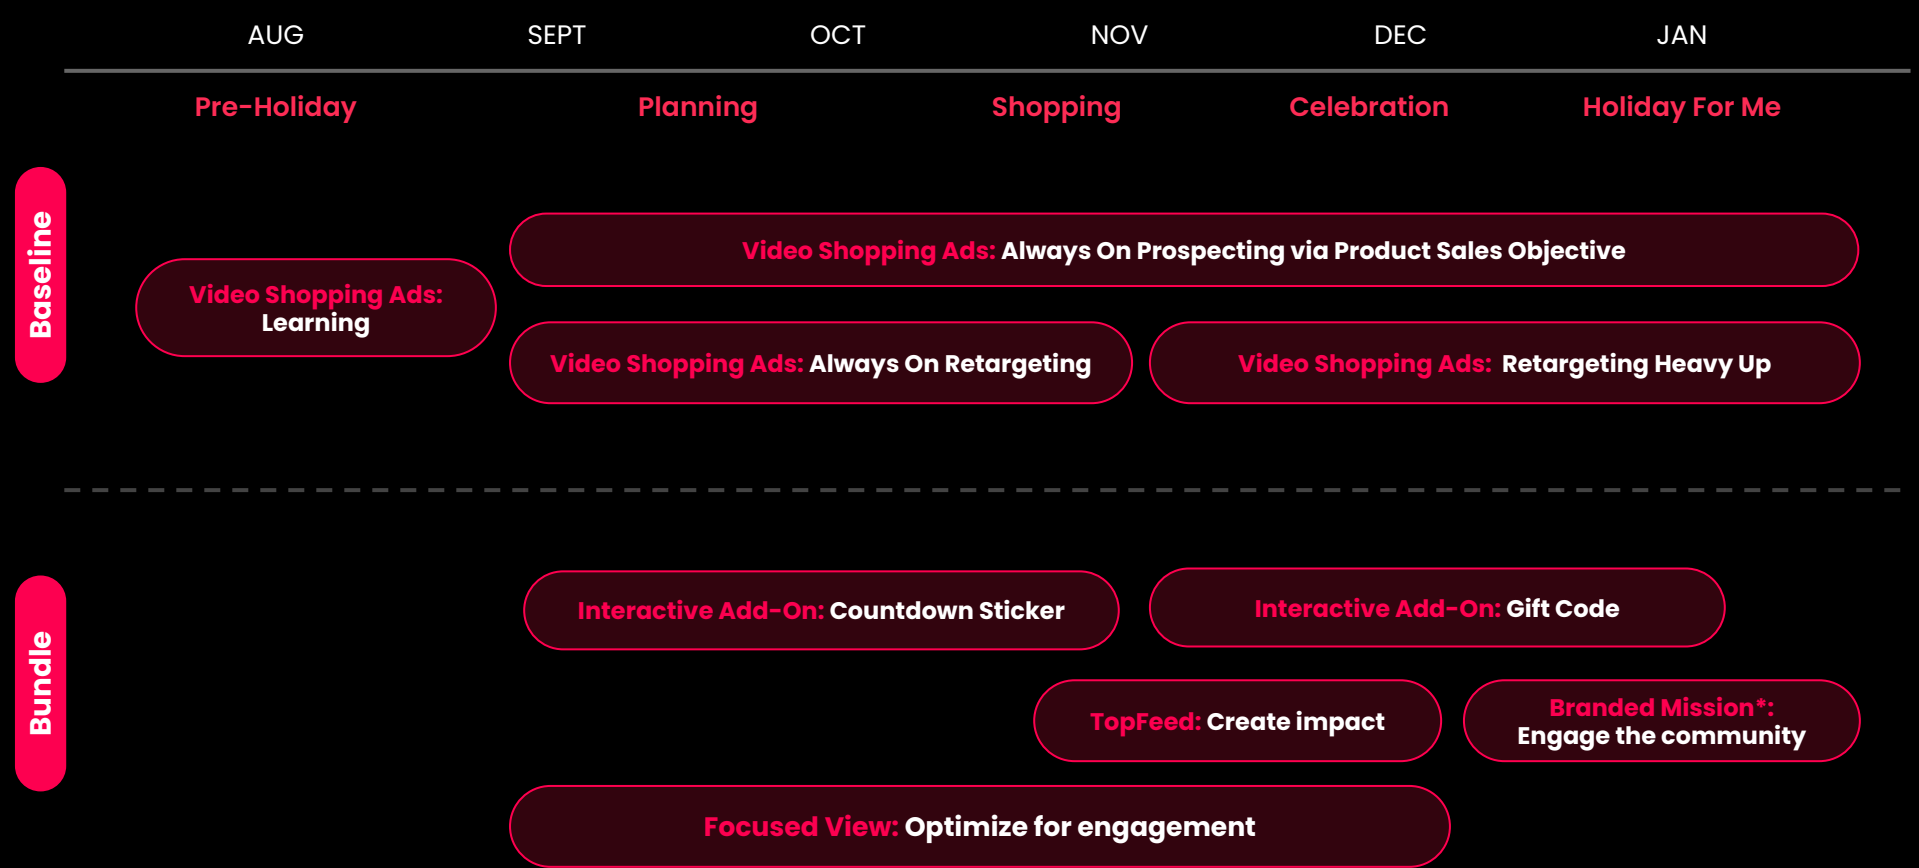 AUG SEPT OCT NOV DEC JAN
Pre-Holiday Planning Shopping Celebration Holiday For Me
Baseline
Video Shopping Ads: Always On Prospecting via Product Sales Objective
Video Shopping Ads:
Learning
Video Shopping Ads: Always On Retargeting
Video Shopping Ads: Retargeting Heavy Up
Bundle
Interactive Add-On: Countdown Sticker
Interactive Add-On: Gift Code
TopFeed: Create impact
Branded Mission*:
Engage the community
Focused View: Optimize for engagement